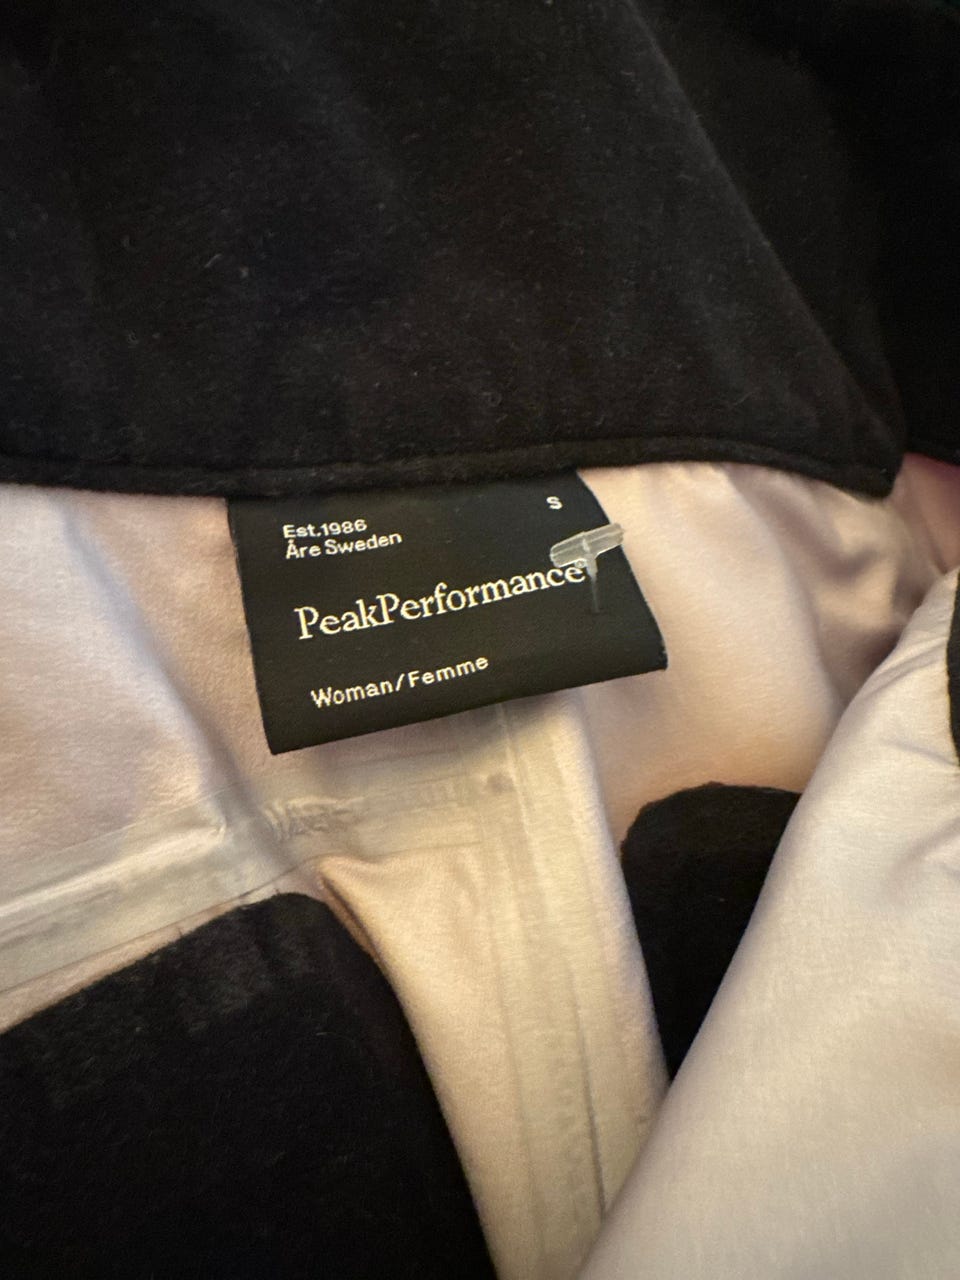 S
Est.1986
Åre Sweden
PeakPerformance
Woman/Femme